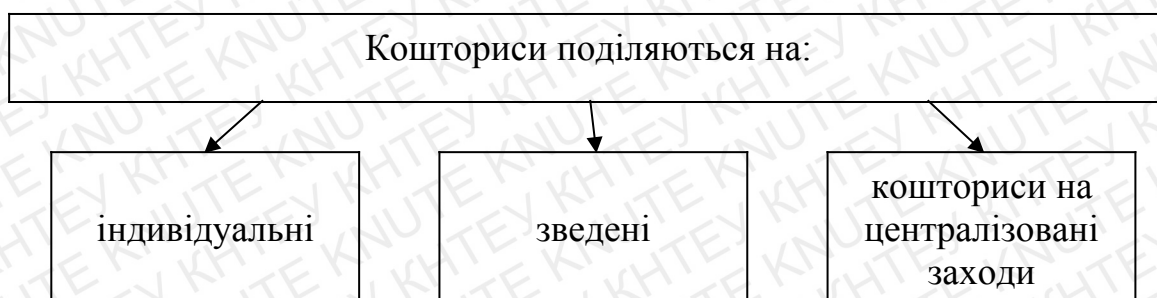 Кошториси поділяються на:
індивідуальні
зведені
кошториси на
централізовані
заходи